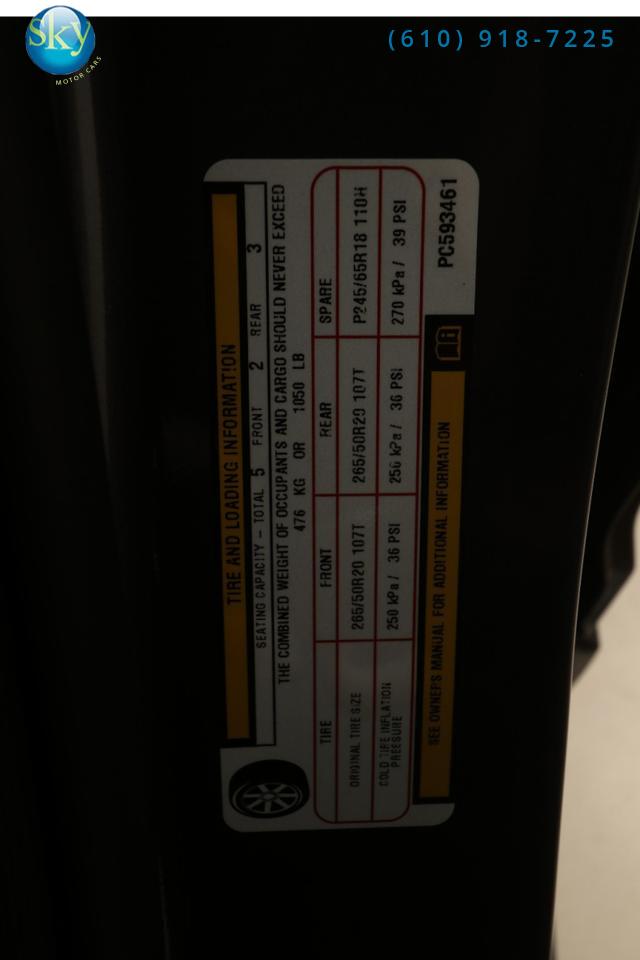 Sky
MOTOR CARS
(610) 918-7225
TIRE AND LOADING INFORMATION
SEATING CAPACITY – TOTAL 5 FRONT 2 REAR 3
THE COMBINED WEIGHT OF OCCUPANTS AND CARGO SHOULD NEVER EXCEED
476 KG OR 1050 LB
TIRE FRONT REAR SPARE
ORIGINAL TIRE SIZE 265/50R20 107T 265/50R20 107T P245/65R18 110H
COLD TIRE INFLATION PRESSURE 250 kPa / 36 PSI 250 kPa / 36 PSI 270 kPa / 39 PSI
SEE OWNERS MANUAL FOR ADDITIONAL INFORMATION
PC593461